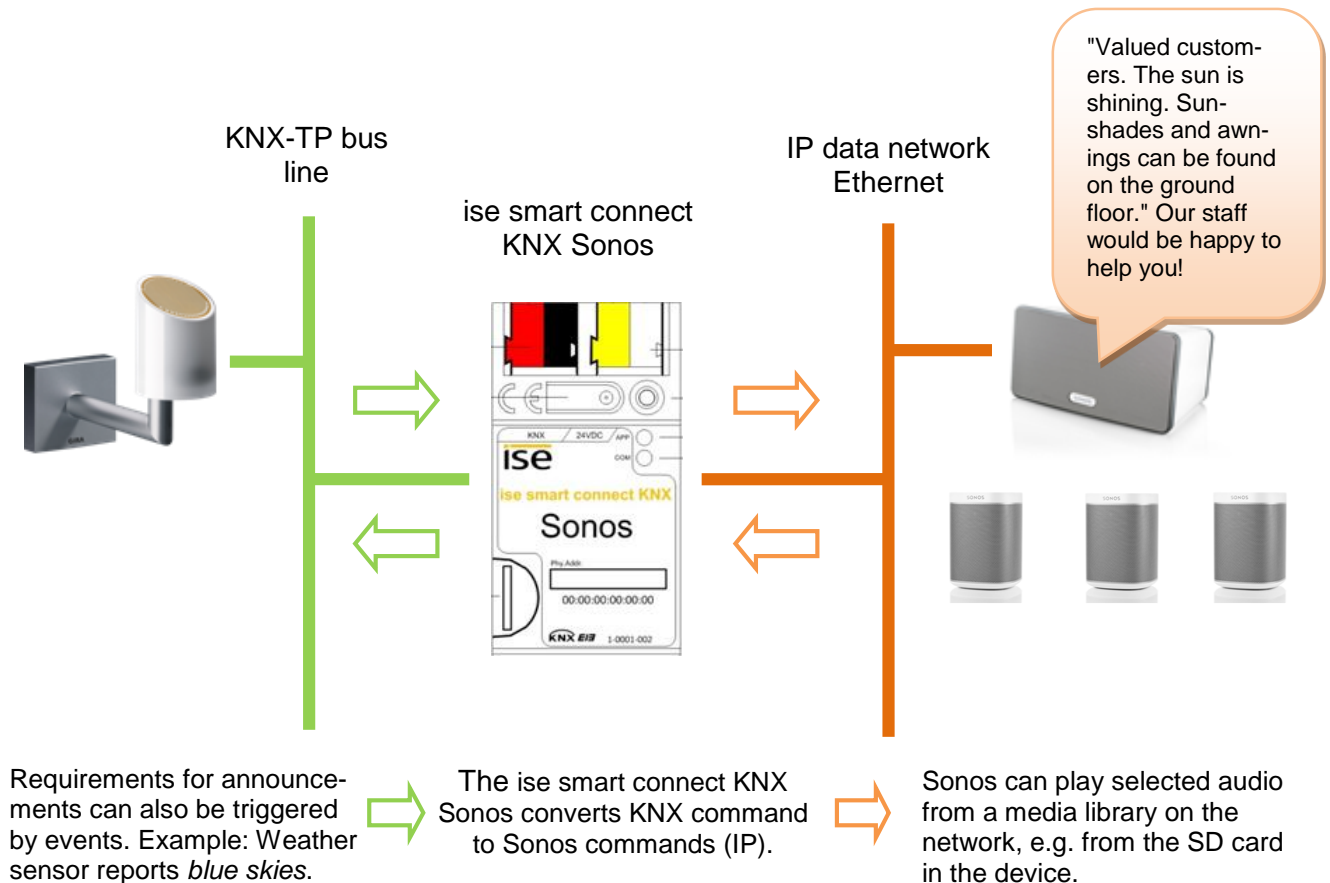 "Valued custom-
ers. The sun is
shining. Sun-
shades and awn-
ings can be found
on the ground
floor." Our staff
would be happy to
help you!
KNX-TP bus
line
IP data network
Ethernet
ise smart connect
KNX Sonos
KNX / 24VDC / APP
COM
ise
ise smart connect KNX
Sonos
Phy.Addr.
00:00:00:00:00:00
KNX EIB 1-0001-002
GIRA
SONOS
SONOS SONOS SONOS
Requirements for announce-
ments can also be triggered
by events. Example: Weather
sensor reports blue skies.
The ise smart connect KNX
Sonos converts KNX command
to Sonos commands (IP).
Sonos can play selected audio
from a media library on the
network, e.g. from the SD card
in the device.